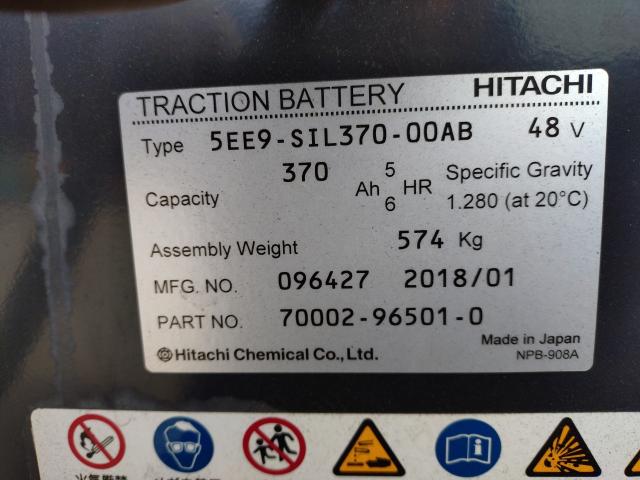 TRACTION BATTERY HITACHI
Type 5EE9-SIL370-00AB 48 V
Capacity 370 Ah 5 HR Specific Gravity
6 1.280 (at 20°C)
Assembly Weight 574 Kg
MFG. NO. 096427 2018/01
PART NO. 70002-96501-0
Made in Japan
Hitachi Chemical Co., Ltd. NPB-908A